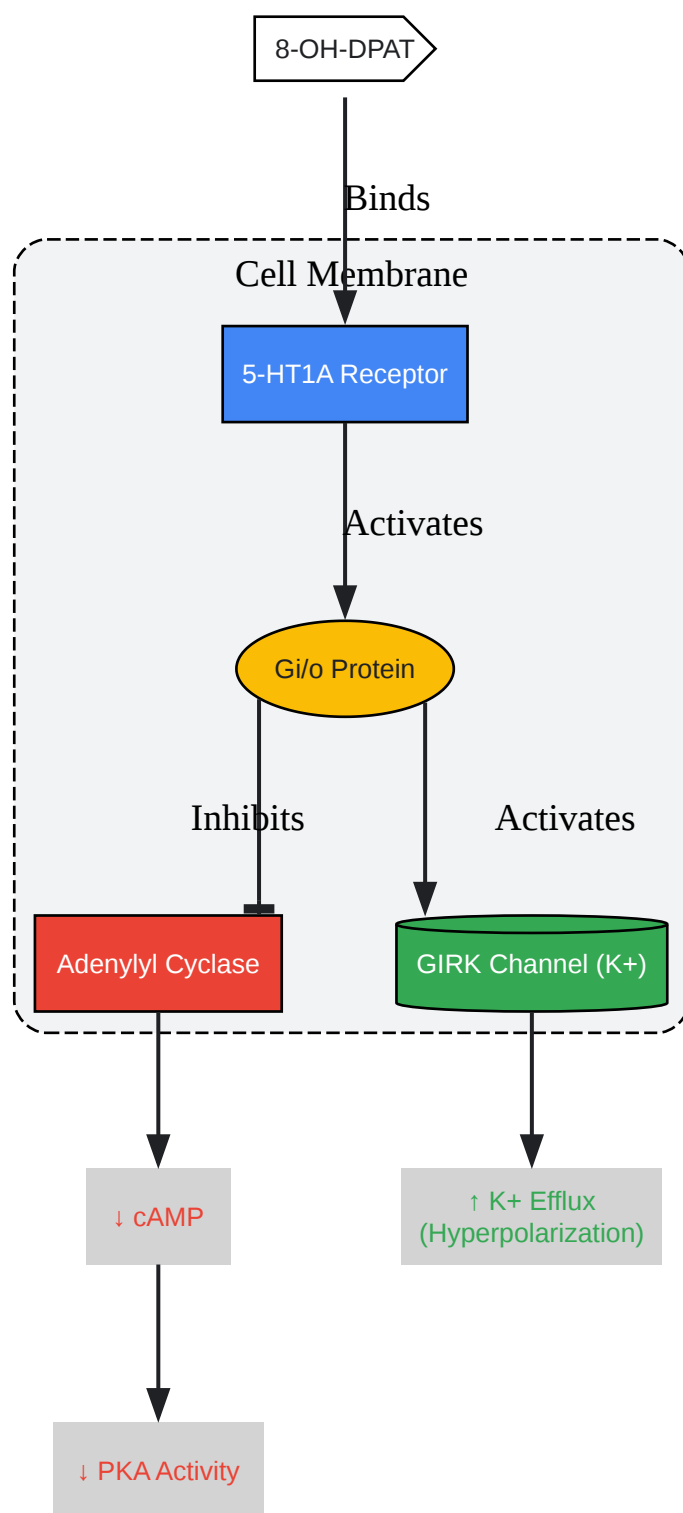 8-OH-DPAT
Binds
Cell Membrane
5-HT1A Receptor
Activates
Gi/o Protein
Inhibits
Activates
Adenylyl Cyclase
GIRK Channel (K+)
↓ cAMP
↑ K+ Efflux
(Hyperpolarization)
↓ PKA Activity